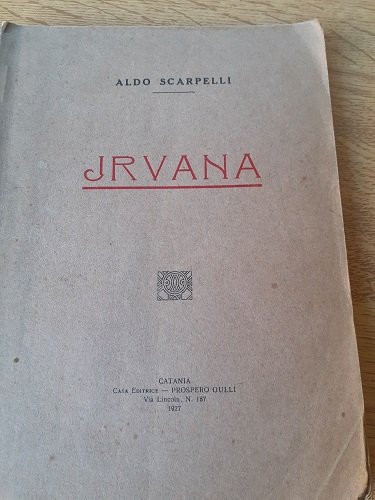 ALDO SCARPELLI
JRVANA
CATANIA
CASA EDITRICE — PROSPERO GULLI
Via Lincoln, N. 187
1927